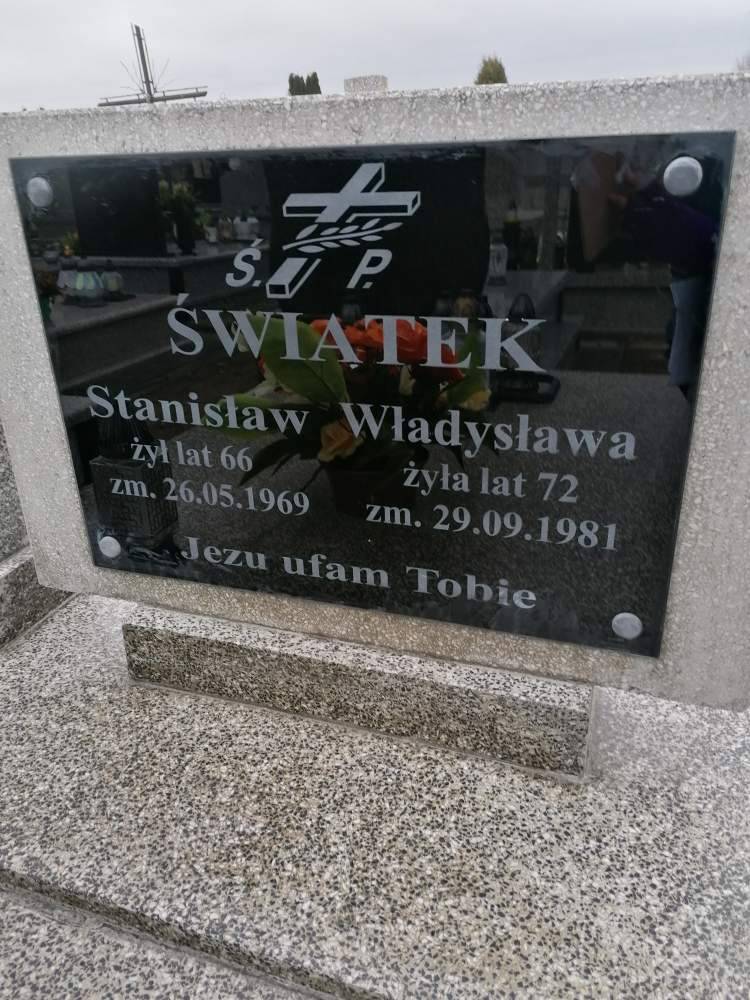 Ś. P.
ŚWIĄTEK
Stanisław Władysława
żył lat 66 żyła lat 72
zm. 26.05.1969 zm. 29.09.1981
Jezu ufam Tobie